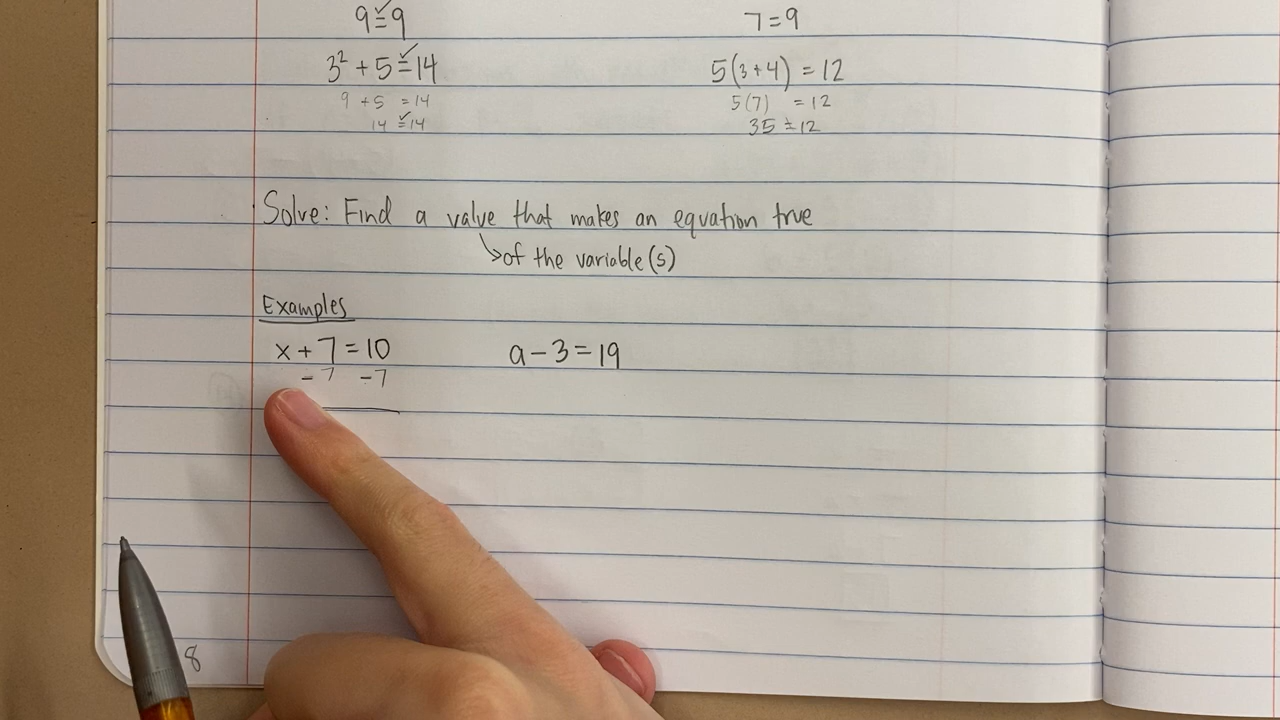 9 ≟ 9 7 = 9
3² + 5 ≟ 14 5(3+4) = 12
9 + 5 = 14 5(7) = 12
14 ≟ 14 35 ≠ 12
Solve: Find a value that makes an equation true
↳of the variable(s)
Examples
x + 7 = 10 a - 3 = 19
- 7 - 7
8